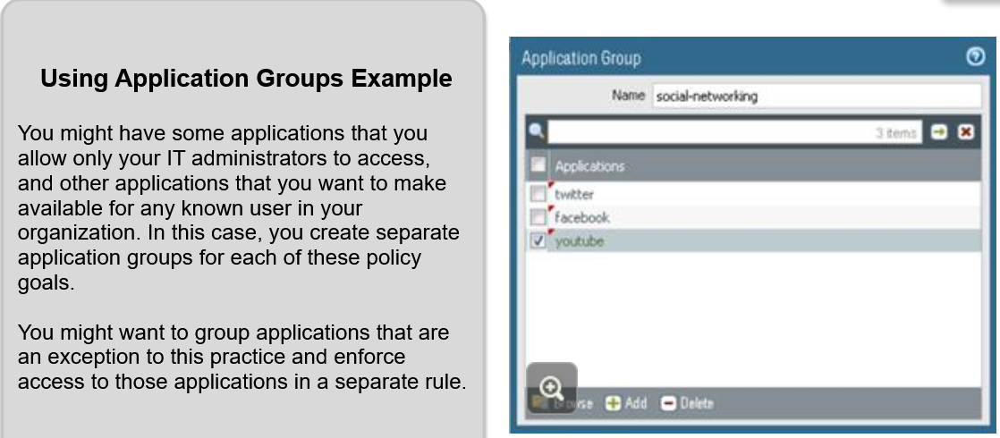 Using Application Groups Example
You might have some applications that you
allow only your IT administrators to access,
and other applications that you want to make
available for any known user in your
organization. In this case, you create separate
application groups for each of these policy
goals.
You might want to group applications that are
an exception to this practice and enforce
access to those applications in a separate rule.
Application Group
Name social-networking
3 items
Applications
twitter
facebook
youtube
Add Delete